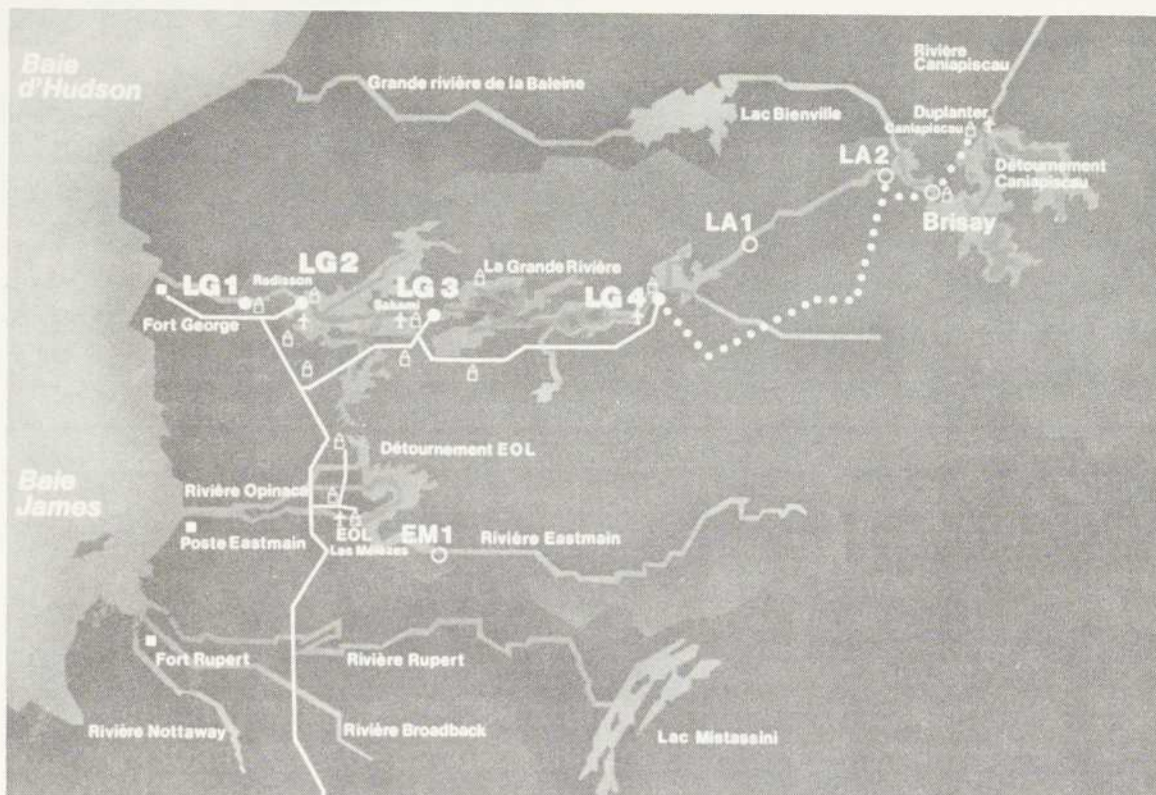 Baie
d'Hudson
Grande rivière de la Baleine
Lac Bienville
Rivière
Caniapiscau
Duplanter
Caniapiscau
Détournement
Caniapiscau
LA 2
Brisay
LA 1
LG 1
Radisson
LG 2
Sakami
LG 3
La Grande Rivière
LG 4
Fort George
Détournement EOL
Baie
James
Rivière Opinaca
Poste Eastmain
EOL
Les Mélèzes
EM 1
Rivière Eastmain
Fort Rupert
Rivière Rupert
Rivière Nottaway
Rivière Broadback
Lac Mistassini